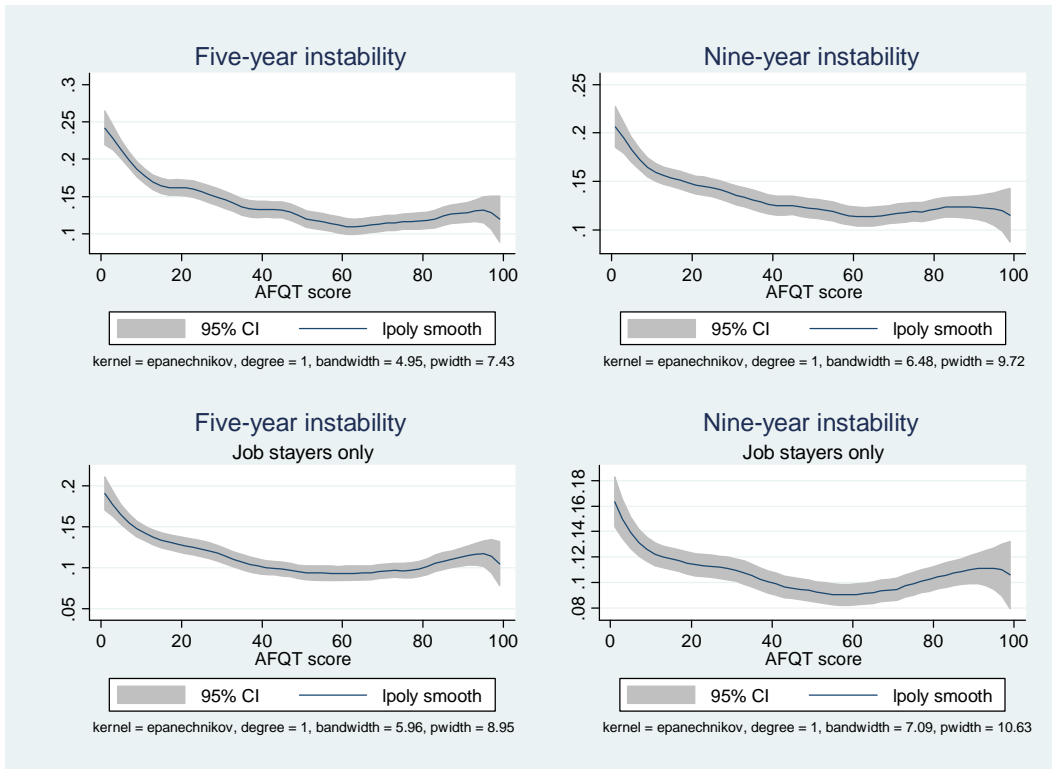 Five-year instability
.3
.25
.2
.15
.1
0 20 40 60 80 100
AFQT score
95% CI lpoly smooth
kernel = epanechnikov, degree = 1, bandwidth = 4.95, pwidth = 7.43
Nine-year instability
.25
.2
.15
.1
0 20 40 60 80 100
AFQT score
95% CI lpoly smooth
kernel = epanechnikov, degree = 1, bandwidth = 6.48, pwidth = 9.72
Five-year instability
Job stayers only
.2
.15
.1
.05
0 20 40 60 80 100
AFQT score
95% CI lpoly smooth
kernel = epanechnikov, degree = 1, bandwidth = 5.96, pwidth = 8.95
Nine-year instability
Job stayers only
.08 .1 .12 .14 .16 .18
0 20 40 60 80 100
AFQT score
95% CI lpoly smooth
kernel = epanechnikov, degree = 1, bandwidth = 7.09, pwidth = 10.63